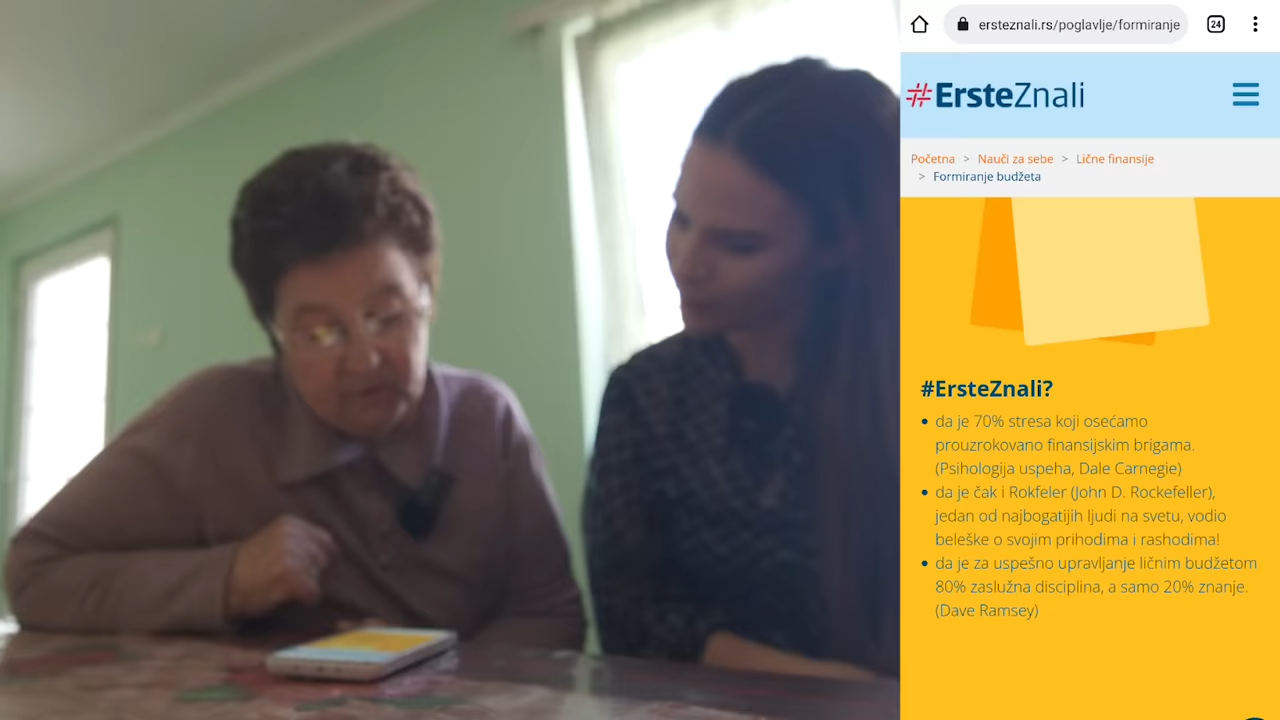 24
ersteznali.rs/poglavlje/formiranje
#ErsteZnali
Početna > Nauči za sebe > Lične finansije
> Formiranje budžeta
#ErsteZnali?
• da je 70% stresa koji osećamo
prouzrokovano finansijskim brigama.
(Psihologija uspeha, Dale Carnegie)
• da je čak i Rokfeler (John D. Rockefeller),
jedan od najbogatijih ljudi na svetu, vodio
beleške o svojim prihodima i rashodima!
• da je za uspešno upravljanje ličnim budžetom
80% zaslužna disciplina, a samo 20% znanje.
(Dave Ramsey)